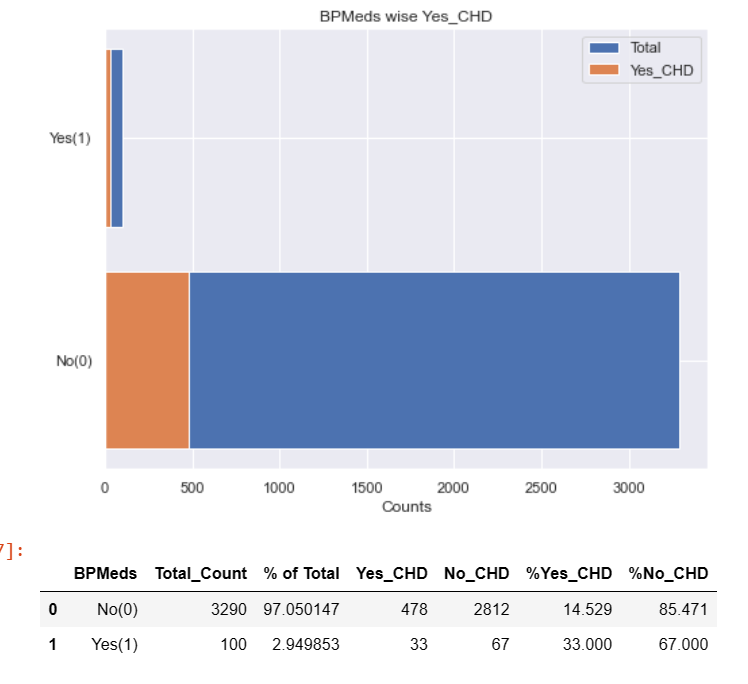 BPMeds wise Yes_CHD
Total
Yes_CHD
Yes(1)
No(0)
0 500 1000 1500 2000 2500 3000
Counts
7]:
BPMeds Total_Count % of Total Yes_CHD No_CHD %Yes_CHD %No_CHD
0 No(0) 3290 97.050147 478 2812 14.529 85.471
1 Yes(1) 100 2.949853 33 67 33.000 67.000